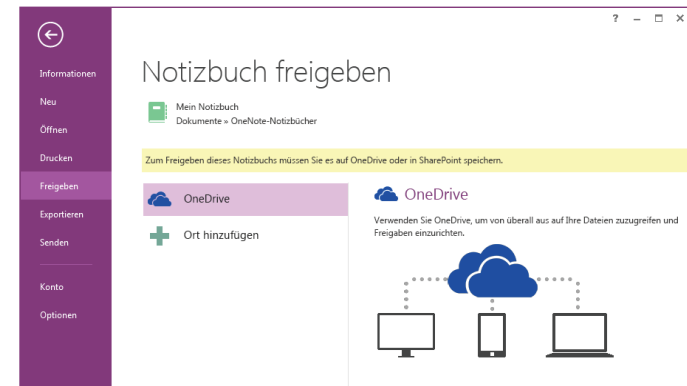 ?
Informationen
Neu
Öffnen
Drucken
Freigeben
Exportieren
Senden
Konto
Optionen
Notizbuch freigeben
Mein Notizbuch
Dokumente » OneNote-Notizbücher
Zum Freigeben dieses Notizbuchs müssen Sie es auf OneDrive oder in SharePoint speichern.
OneDrive
Ort hinzufügen
OneDrive
Verwenden Sie OneDrive, um von überall aus auf Ihre Dateien zuzugreifen und
Freigaben einzurichten.